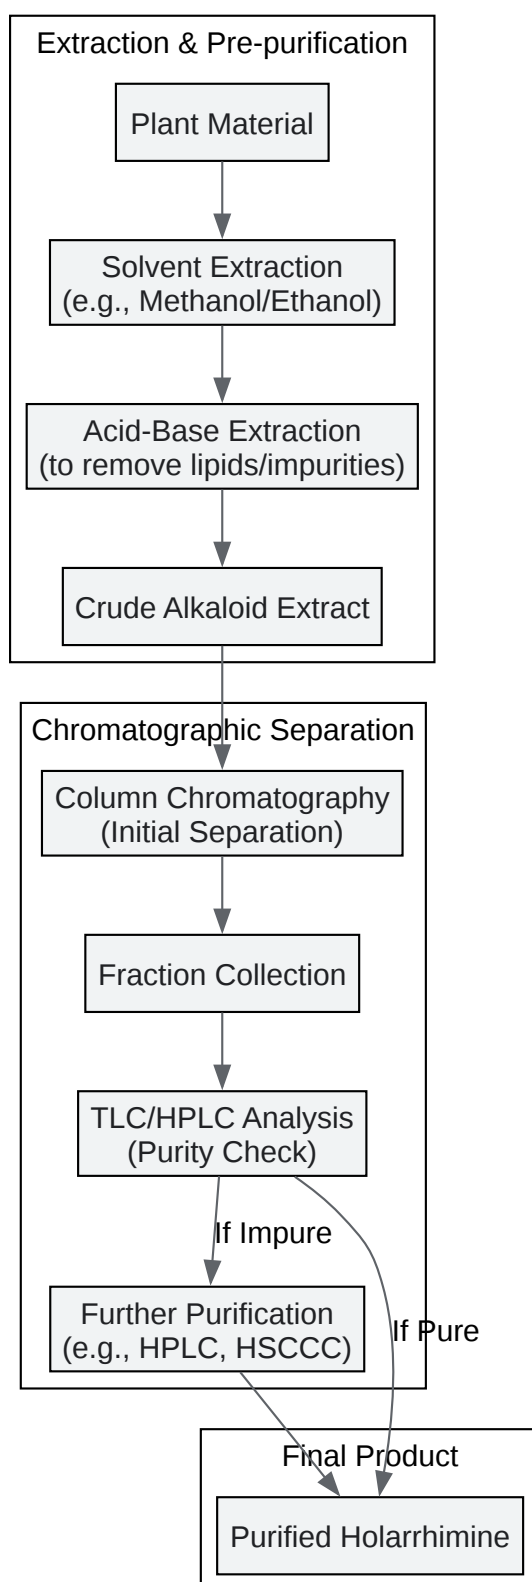 Extraction & Pre-purification
Plant Material
Solvent Extraction
(e.g., Methanol/Ethanol)
Acid-Base Extraction
(to remove lipids/impurities)
Crude Alkaloid Extract
Chromatographic Separation
Column Chromatography
(Initial Separation)
Fraction Collection
TLC/HPLC Analysis
(Purity Check)
If Impure
Further Purification
(e.g., HPLC, HSCCC)
If Pure
Final Product
Purified Holarrhimine